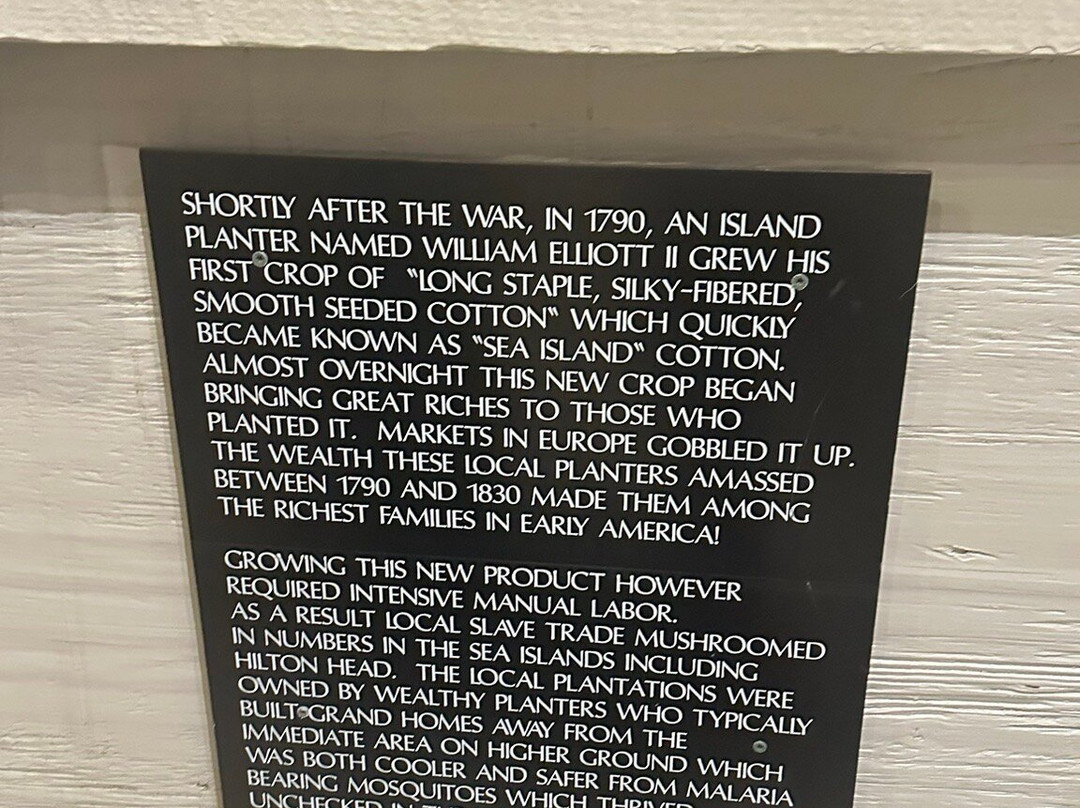 SHORTLY AFTER THE WAR, IN 1790, AN ISLAND
PLANTER NAMED WILLIAM ELLIOTT II GREW HIS
FIRST CROP OF "LONG STAPLE, SILKY-FIBERED,
SMOOTH SEEDED COTTON" WHICH QUICKLY
BECAME KNOWN AS "SEA ISLAND" COTTON.
ALMOST OVERNIGHT THIS NEW CROP BEGAN
BRINGING GREAT RICHES TO THOSE WHO
PLANTED IT. MARKETS IN EUROPE GOBBLED IT UP.
THE WEALTH THESE LOCAL PLANTERS AMASSED
BETWEEN 1790 AND 1830 MADE THEM AMONG
THE RICHEST FAMILIES IN EARLY AMERICA!
GROWING THIS NEW PRODUCT HOWEVER
REQUIRED INTENSIVE MANUAL LABOR.
AS A RESULT LOCAL SLAVE TRADE MUSHROOMED
IN NUMBERS IN THE SEA ISLANDS INCLUDING
HILTON HEAD. THE LOCAL PLANTATIONS WERE
OWNED BY WEALTHY PLANTERS WHO TYPICALLY
BUILT GRAND HOMES AWAY FROM THE
IMMEDIATE AREA ON HIGHER GROUND WHICH
WAS BOTH COOLER AND SAFER FROM MALARIA
BEARING MOSQUITOES WHICH THRIVED
UNCHECKED IN